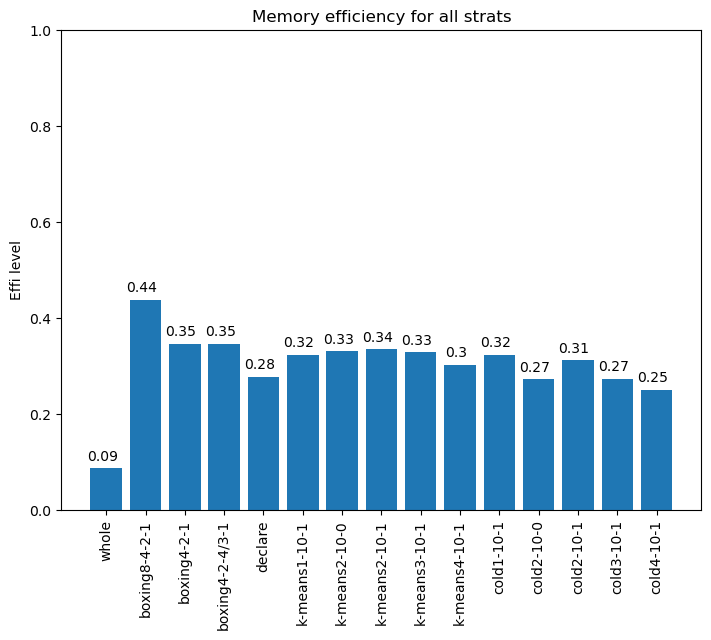 Memory efficiency for all strats
Effi level
1.0
0.8
0.6
0.4
0.2
0.0
0.09
0.44
0.35
0.35
0.28
0.32
0.33
0.34
0.33
0.3
0.32
0.27
0.31
0.27
0.25
whole
boxing8-4-2-1
boxing4-2-1
boxing4-2-4/3-1
declare
k-means1-10-1
k-means2-10-0
k-means2-10-1
k-means3-10-1
k-means4-10-1
cold1-10-1
cold2-10-0
cold2-10-1
cold3-10-1
cold4-10-1